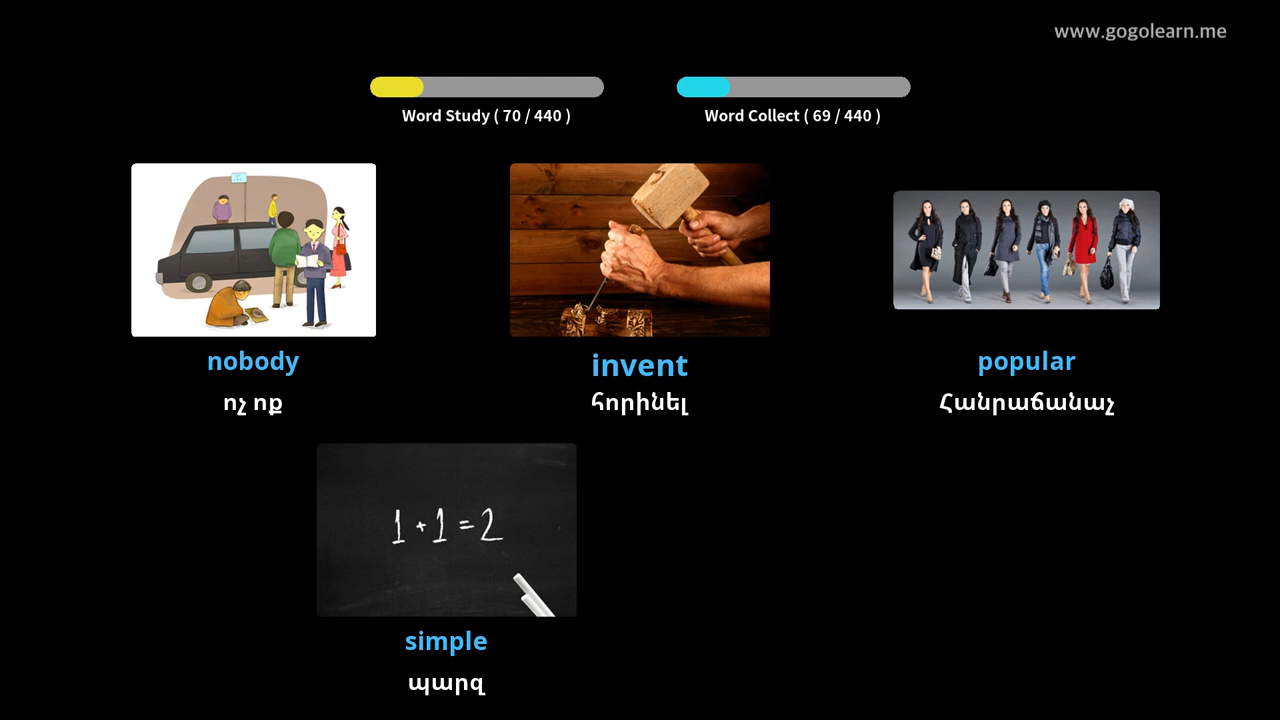 www.gogolearn.me
Word Study ( 70 / 440 )
Word Collect ( 69 / 440 )
nobody
ոչ ոք
invent
հորինել
popular
Հանրաճանաչ
1 + 1 = 2
simple
պարզ